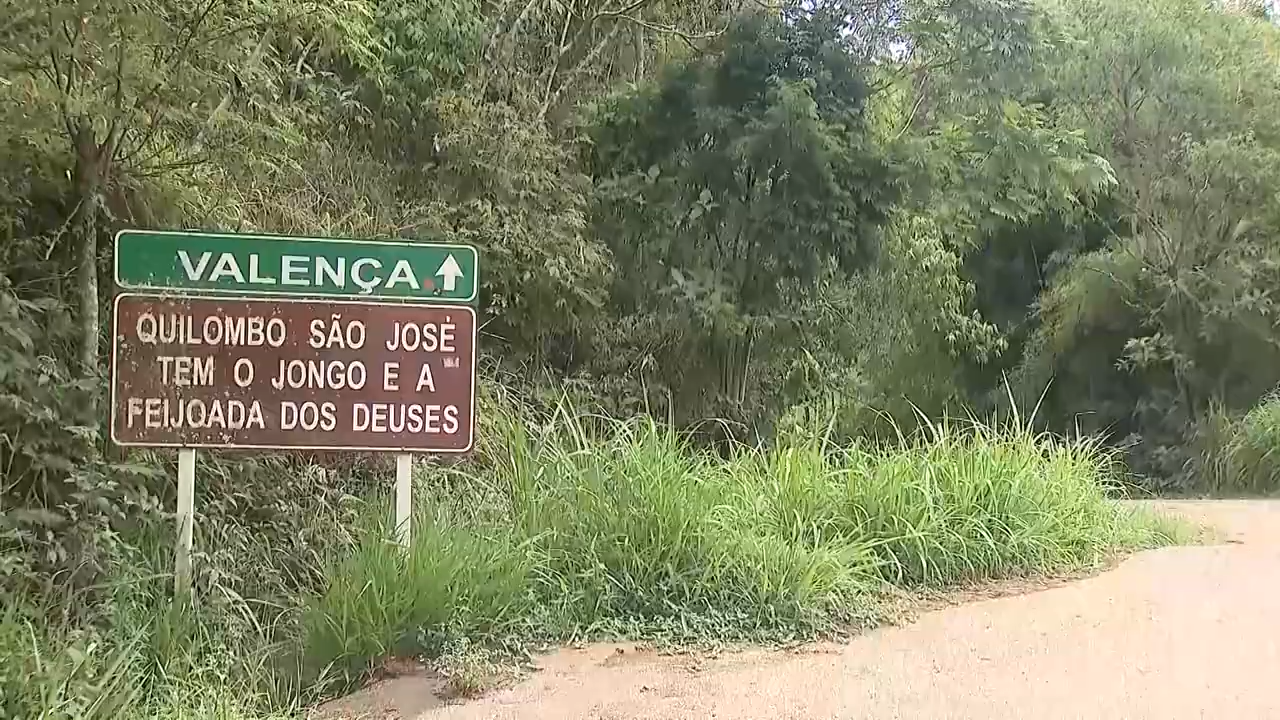 VALENÇA
QUILOMBO SÃO JOSÉ
TEM O JONGO E A
FEIJOADA DOS DEUSES